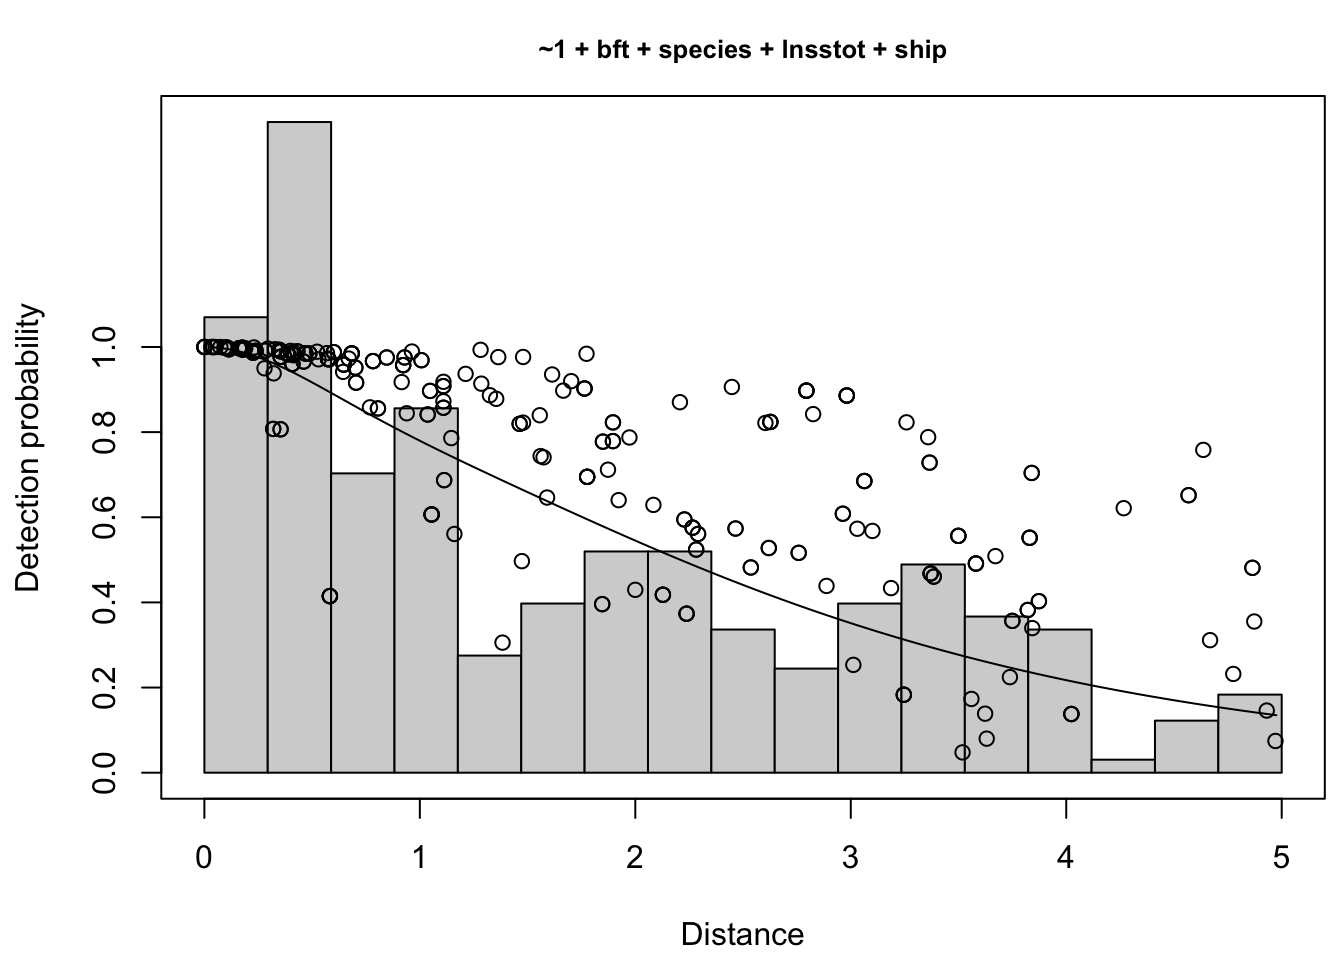 ~1 + bft + species + lnsstot + ship
Detection probability
1.0
0.8
0.6
0.4
0.2
0.0
0 1 2 3 4 5
Distance